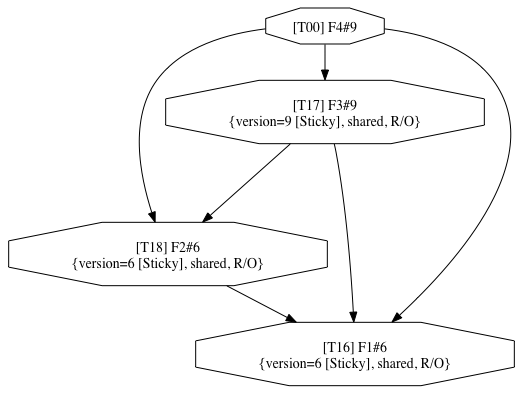 [T00] F4#9
[T17] F3#9
{version=9 [Sticky], shared, R/O}
[T18] F2#6
{version=6 [Sticky], shared, R/O}
[T16] F1#6
{version=6 [Sticky], shared, R/O}